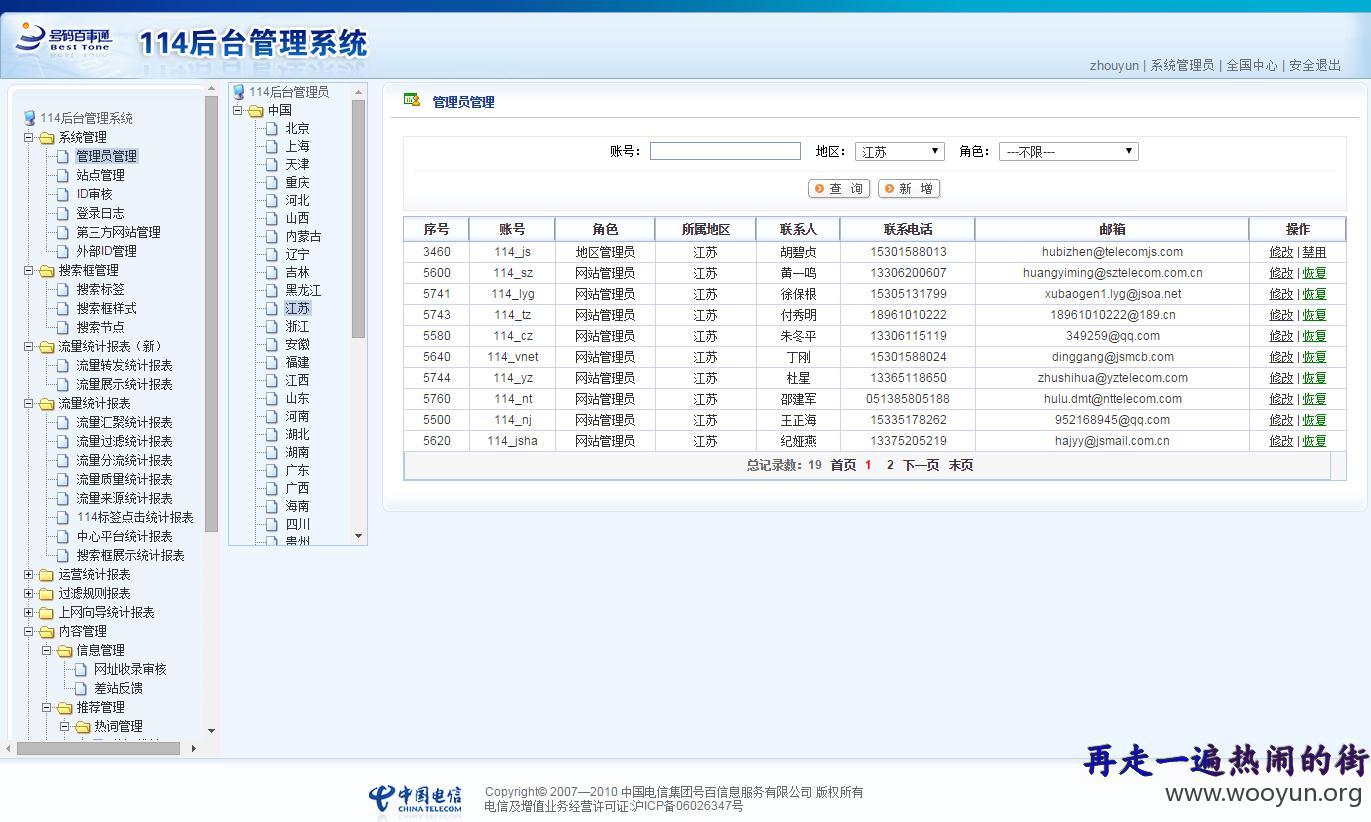 号码百事通
Best Tone
114后台管理系统
zhouyun | 系统管理员 | 全国中心 | 安全退出
114后台管理系统
系统管理
管理员管理
站点管理
ID审核
登录日志
第三方网站管理
外部ID管理
搜索框管理
搜索标签
搜索框样式
搜索节点
流量统计报表（新）
流量转发统计报表
流量展示统计报表
流量统计报表
流量汇聚统计报表
流量过滤统计报表
流量分流统计报表
流量质量统计报表
流量来源统计报表
114标签点击统计报表
中心平台统计报表
搜索框展示统计报表
运营统计报表
过滤规则报表
上网向导统计报表
内容管理
信息管理
网址收录审核
差站反馈
推荐管理
热词管理
114后台管理员
中国
北京
上海
天津
重庆
河北
山西
内蒙古
辽宁
吉林
黑龙江
江苏
浙江
安徽
福建
江西
山东
河南
湖北
湖南
广东
广西
海南
四川
贵州
管理员管理
账号： 地区： 江苏 角色： ---不限---
查 询 新 增
序号 账号 角色 所属地区 联系人 联系电话 邮箱 操作
3460 114_js 地区管理员 江苏 胡碧贞 15301588013 hubizhen@telecomjs.com 修改 | 禁用
5600 114_sz 网站管理员 江苏 黄一鸣 13306200607 huangyiming@sztelecom.com.cn 修改 | 恢复
5741 114_lyg 网站管理员 江苏 徐保根 15305131799 xubaogen1.lyg@jsoa.net 修改 | 恢复
5743 114_tz 网站管理员 江苏 付秀明 18961010222 18961010222@189.cn 修改 | 恢复
5580 114_cz 网站管理员 江苏 朱冬平 13306115119 349259@qq.com 修改 | 恢复
5640 114_vnet 网站管理员 江苏 丁刚 15301588024 dinggang@jsmcb.com 修改 | 恢复
5744 114_yz 网站管理员 江苏 杜星 13365118650 zhushihua@yztelecom.com 修改 | 恢复
5760 114_nt 网站管理员 江苏 邵建军 051385805188 hulu.dmt@nttelecom.com 修改 | 恢复
5500 114_nj 网站管理员 江苏 王正海 15335178262 952168945@qq.com 修改 | 恢复
5620 114_jsha 网站管理员 江苏 纪娅燕 13375205219 hajyy@jsmail.com.cn 修改 | 恢复
总记录数：19 首页 1 2 下一页 末页
中国电信
CHINA TELECOM
Copyright© 2007—2010 中国电信集团号百信息服务有限公司 版权所有
电信及增值业务经营许可证:沪ICP备06026347号
再走一遍热闹的街
www.wooyun.org